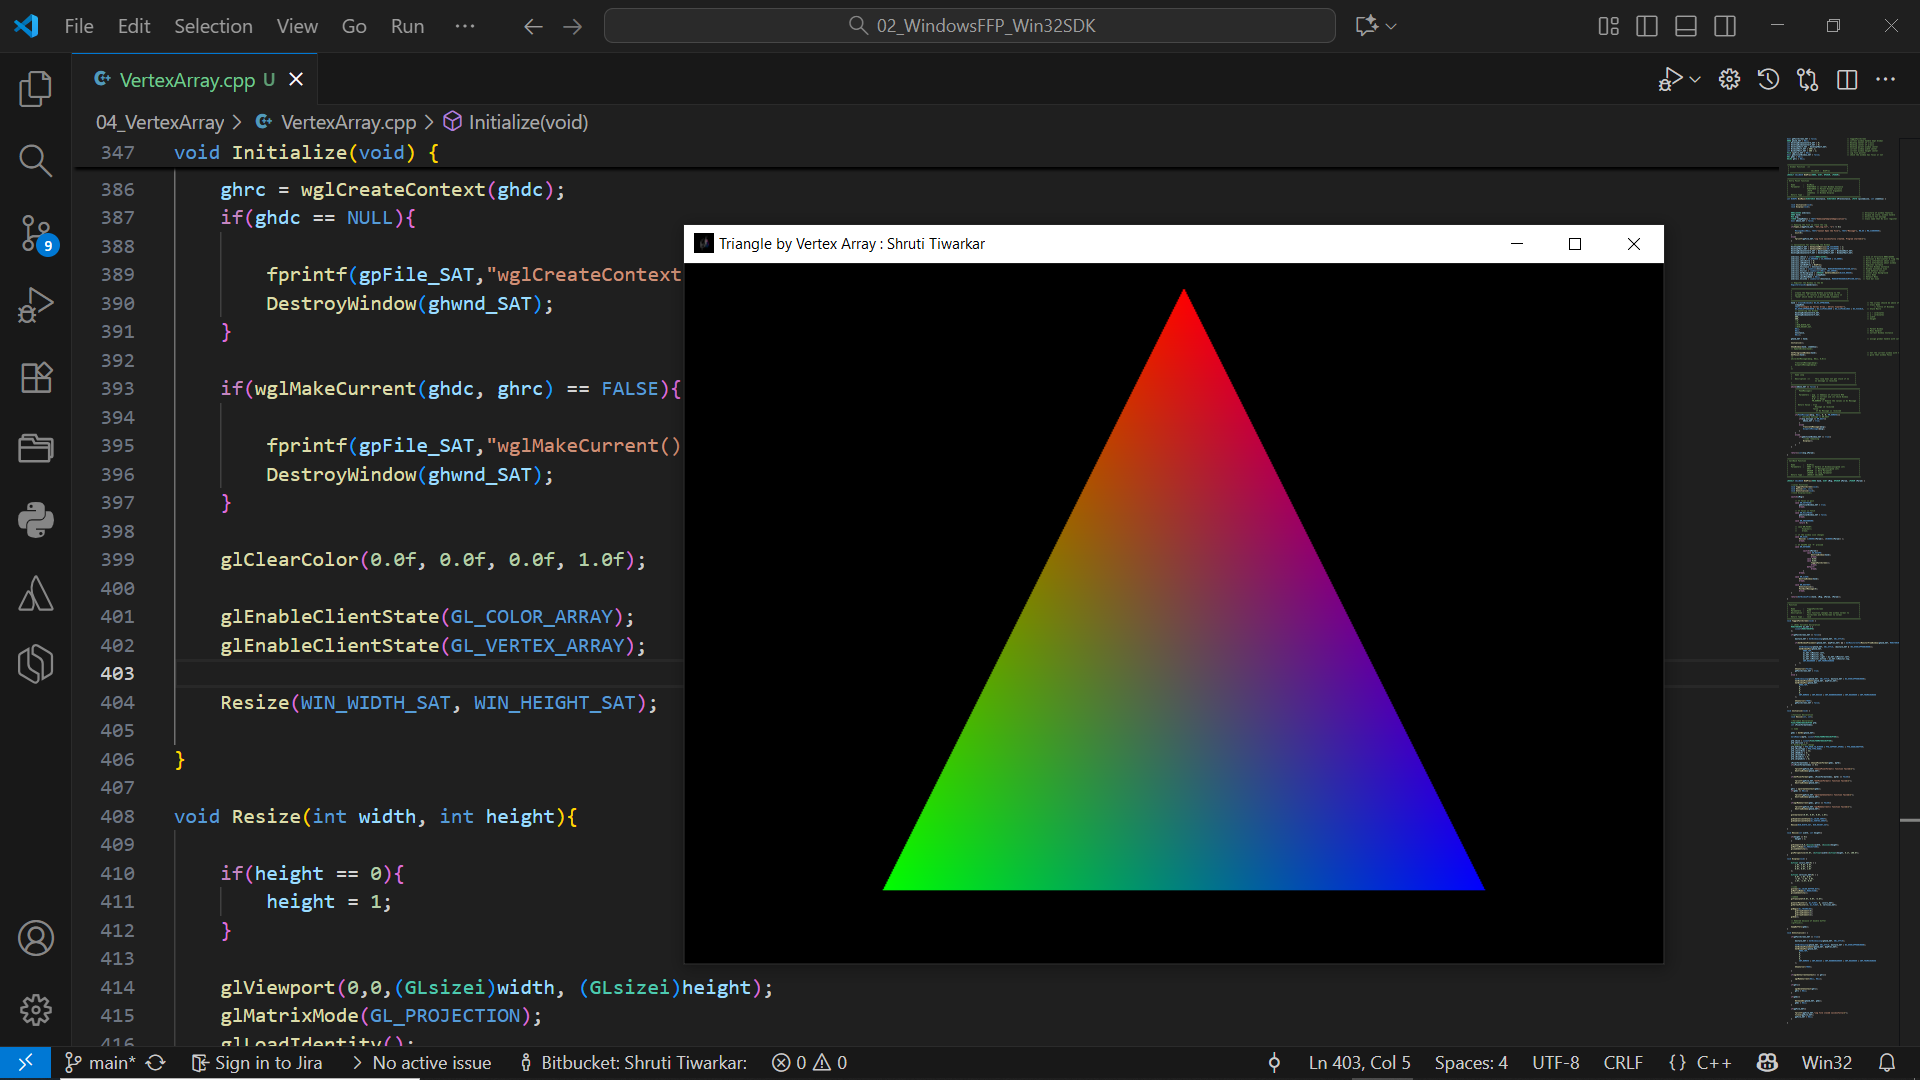 File Edit Selection View Go Run ··· 02_WindowsFFP_Win32SDK
VertexArray.cpp U
04_VertexArray > VertexArray.cpp > Initialize(void)
347 void Initialize(void) {
386 ghrc = wglCreateContext(ghdc);
387 if(ghdc == NULL){
388
389 fprintf(gpFile_SAT,"wglCreateContext
390 DestroyWindow(ghwnd_SAT);
391 }
392
393 if(wglMakeCurrent(ghdc, ghrc) == FALSE){
394
395 fprintf(gpFile_SAT,"wglMakeCurrent()
396 DestroyWindow(ghwnd_SAT);
397 }
398
399 glClearColor(0.0f, 0.0f, 0.0f, 1.0f);
400
401 glEnableClientState(GL_COLOR_ARRAY);
402 glEnableClientState(GL_VERTEX_ARRAY);
403
404 Resize(WIN_WIDTH_SAT, WIN_HEIGHT_SAT);
405
406 }
407
408 void Resize(int width, int height){
409
410 if(height == 0){
411 height = 1;
412 }
413
414 glViewport(0,0,(GLsizei)width, (GLsizei)height);
415 glMatrixMode(GL_PROJECTION);
416 glLoadIdentity();
Triangle by Vertex Array : Shruti Tiwarkar
9
main* Sign in to Jira > No active issue Bitbucket: Shruti Tiwarkar: 0 0 Ln 403, Col 5 Spaces: 4 UTF-8 CRLF {} C++ Win32